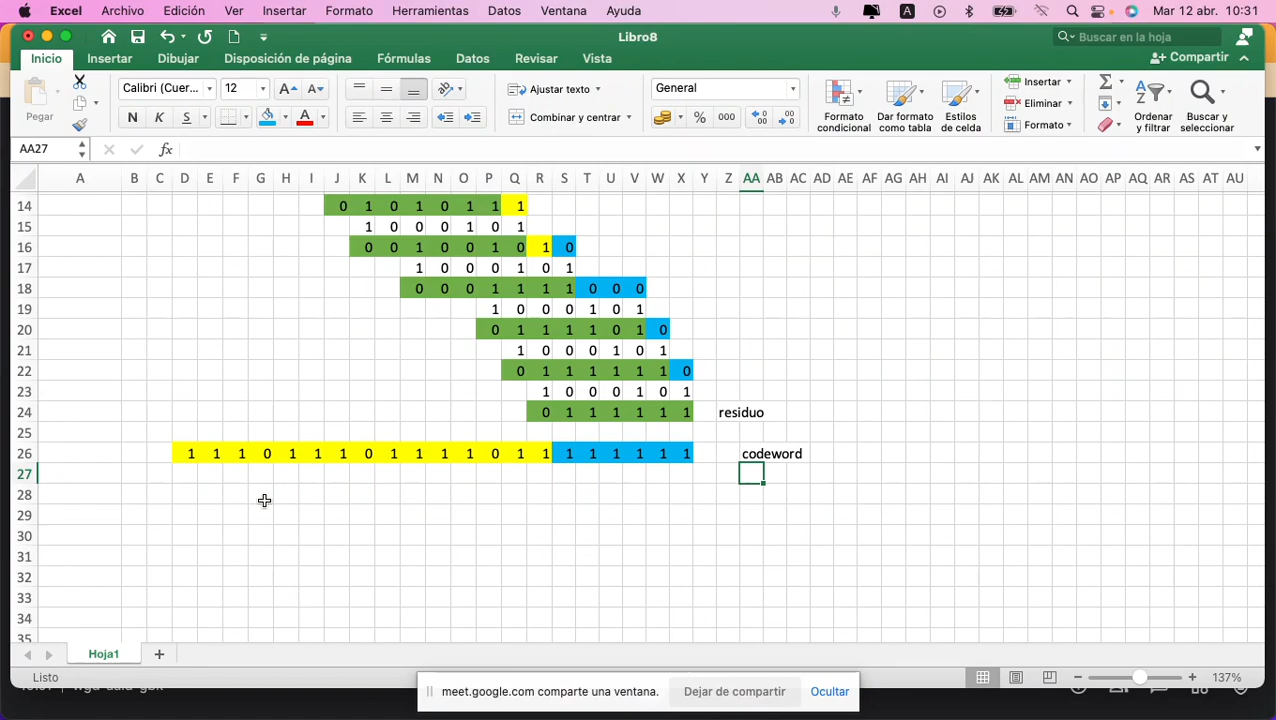 Excel Archivo Edición Ver Insertar Formato Herramientas Datos Ventana Ayuda A Mar 12 abr. 10:31
Libro8 Buscar en la hoja
Inicio Insertar Dibujar Disposición de página Fórmulas Datos Revisar Vista Compartir
Pegar Calibri (Cuer... 12 A A Ajustar texto General Insertar
N K S A Combinar y centrar % 000 Eliminar
Formato condicional Dar formato como tabla Estilos de celda Formato Ordenar y filtrar Buscar y seleccionar
AA27 fx
A B C D E F G H I J K L M N O P Q R S T U V W X Y Z AA AB AC AD AE AF AG AH AI AJ AK AL AM AN AO AP AQ AR AS AT AU
14 0 1 0 1 0 1 1 1
15 1 0 0 0 1 0 1
16 0 0 1 0 0 1 0 1 0
17 1 0 0 0 1 0 1
18 0 0 0 1 1 1 1 0 0 0
19 1 0 0 0 1 0 1
20 0 1 1 1 1 0 1 0
21 1 0 0 0 1 0 1
22 0 1 1 1 1 1 1 0
23 1 0 0 0 1 0 1
24 0 1 1 1 1 1 1 residuo
25
26 1 1 1 0 1 1 1 0 1 1 1 1 0 1 1 1 1 1 1 1 1 codeword
27
28
29
30
31
32
33
34
35
Hoja1
Listo 137%
meet.google.com comparte una ventana. Dejar de compartir Ocultar